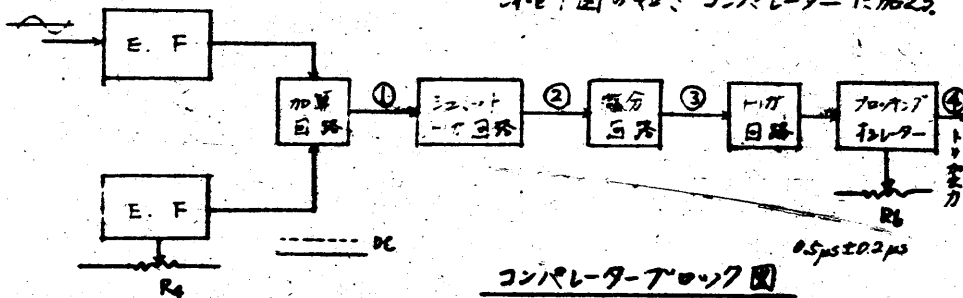 これを下図の様、コンパレーターに加える。
E. F
加算
回路
①
シュミット
トリガ回路
②
微分
回路
③
トリガ
回路
ブロッキング
オシレーター
④
トリガ出力
E. F
R4
DC
R6
0.5μs±0.2μs
コンパレーターブロック図